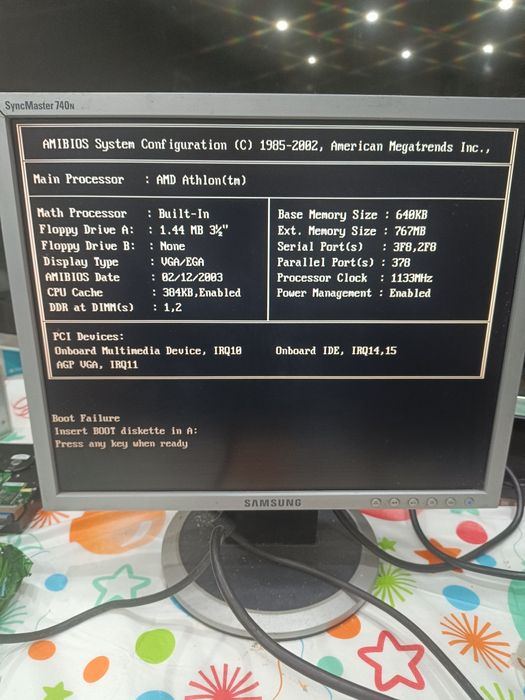 SyncMaster 740N
AMIBIOS System Configuration (C) 1985-2002, American Megatrends Inc.,
Main Processor : AMD Athlon(tm)
Math Processor : Built-In
Floppy Drive A: : 1.44 MB 3½"
Floppy Drive B: : None
Display Type : VGA/EGA
AMIBIOS Date : 02/12/2003
CPU Cache : 384KB,Enabled
DDR at DIMM(s) : 1,2
Base Memory Size : 640KB
Ext. Memory Size : 767MB
Serial Port(s) : 3F8,2F8
Parallel Port(s) : 378
Processor Clock : 1133MHz
Power Management : Enabled
PCI Devices:
Onboard Multimedia Device, IRQ10 Onboard IDE, IRQ14,15
AGP VGA, IRQ11
Boot Failure
Insert BOOT diskette in A:
Press any key when ready
SAMSUNG